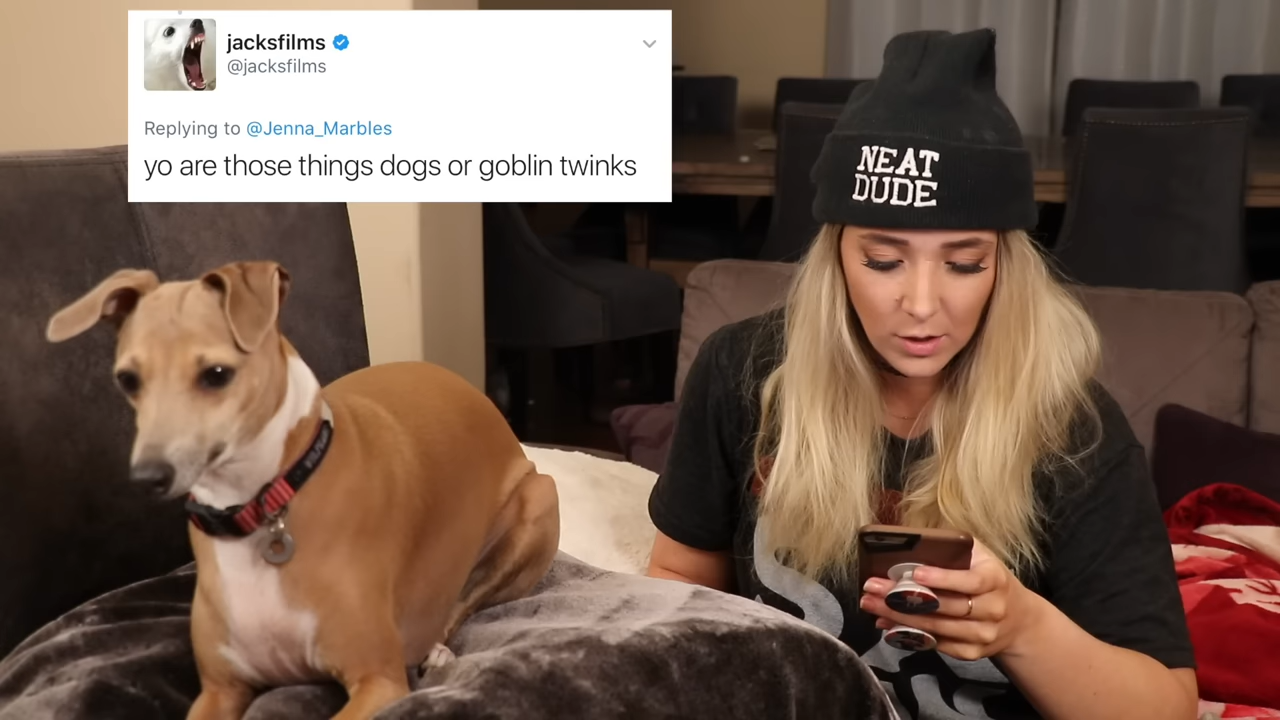 jacksfilms
@jacksfilms
Replying to @Jenna_Marbles
yo are those things dogs or goblin twinks
NEAT
DUDE